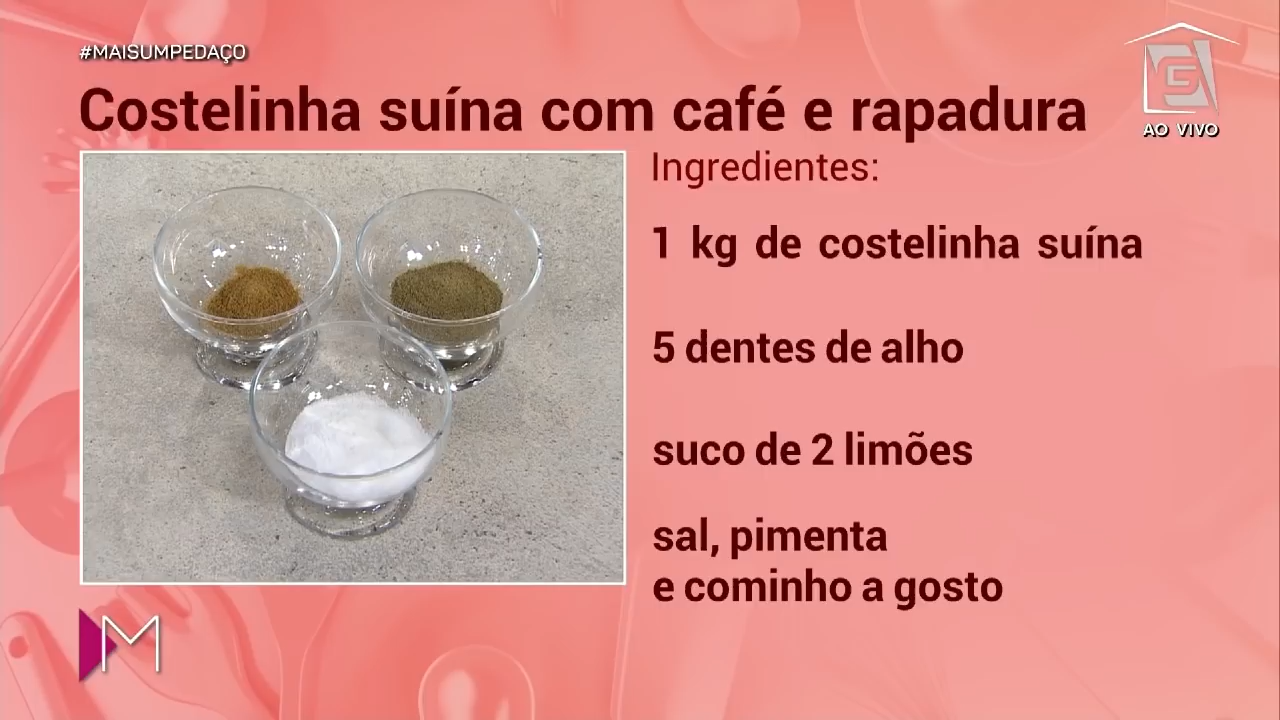 #MAISUMPEDAÇO
Costelinha suína com café e rapadura
G
AO VIVO
Ingredientes:
1 kg de costelinha suína
5 dentes de alho
suco de 2 limões
sal, pimenta
e cominho a gosto
M